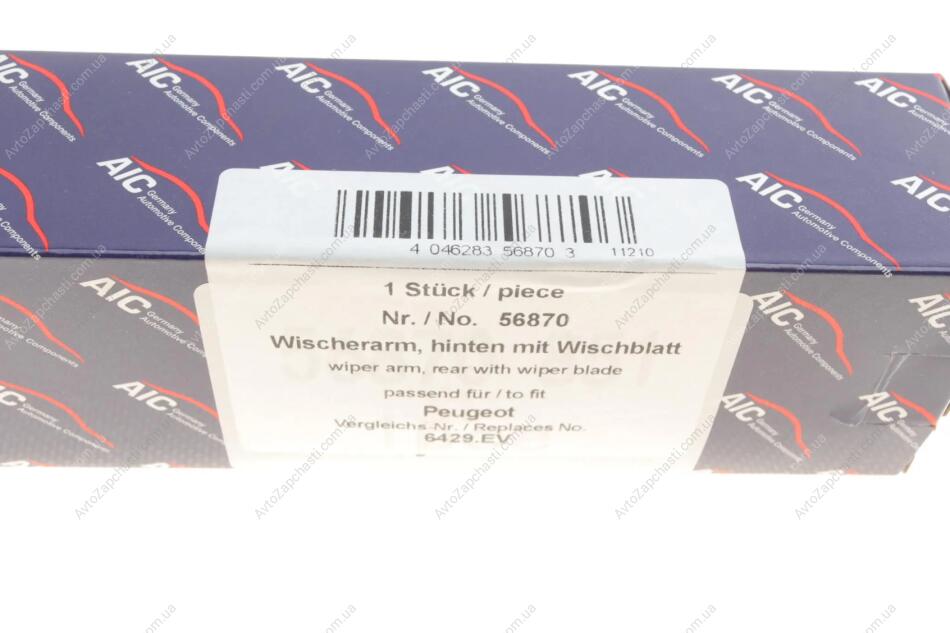 AIC Germany Automotive Components
4 046283 56870 3 11210
1 Stück / piece
Nr. / No. 56870
Wischerarm, hinten mit Wischblatt
wiper arm, rear with wiper blade
passend für / to fit
Peugeot
Vergleichs-Nr. / Replaces No.
6429.EV
AvtoZapchasti.com.ua